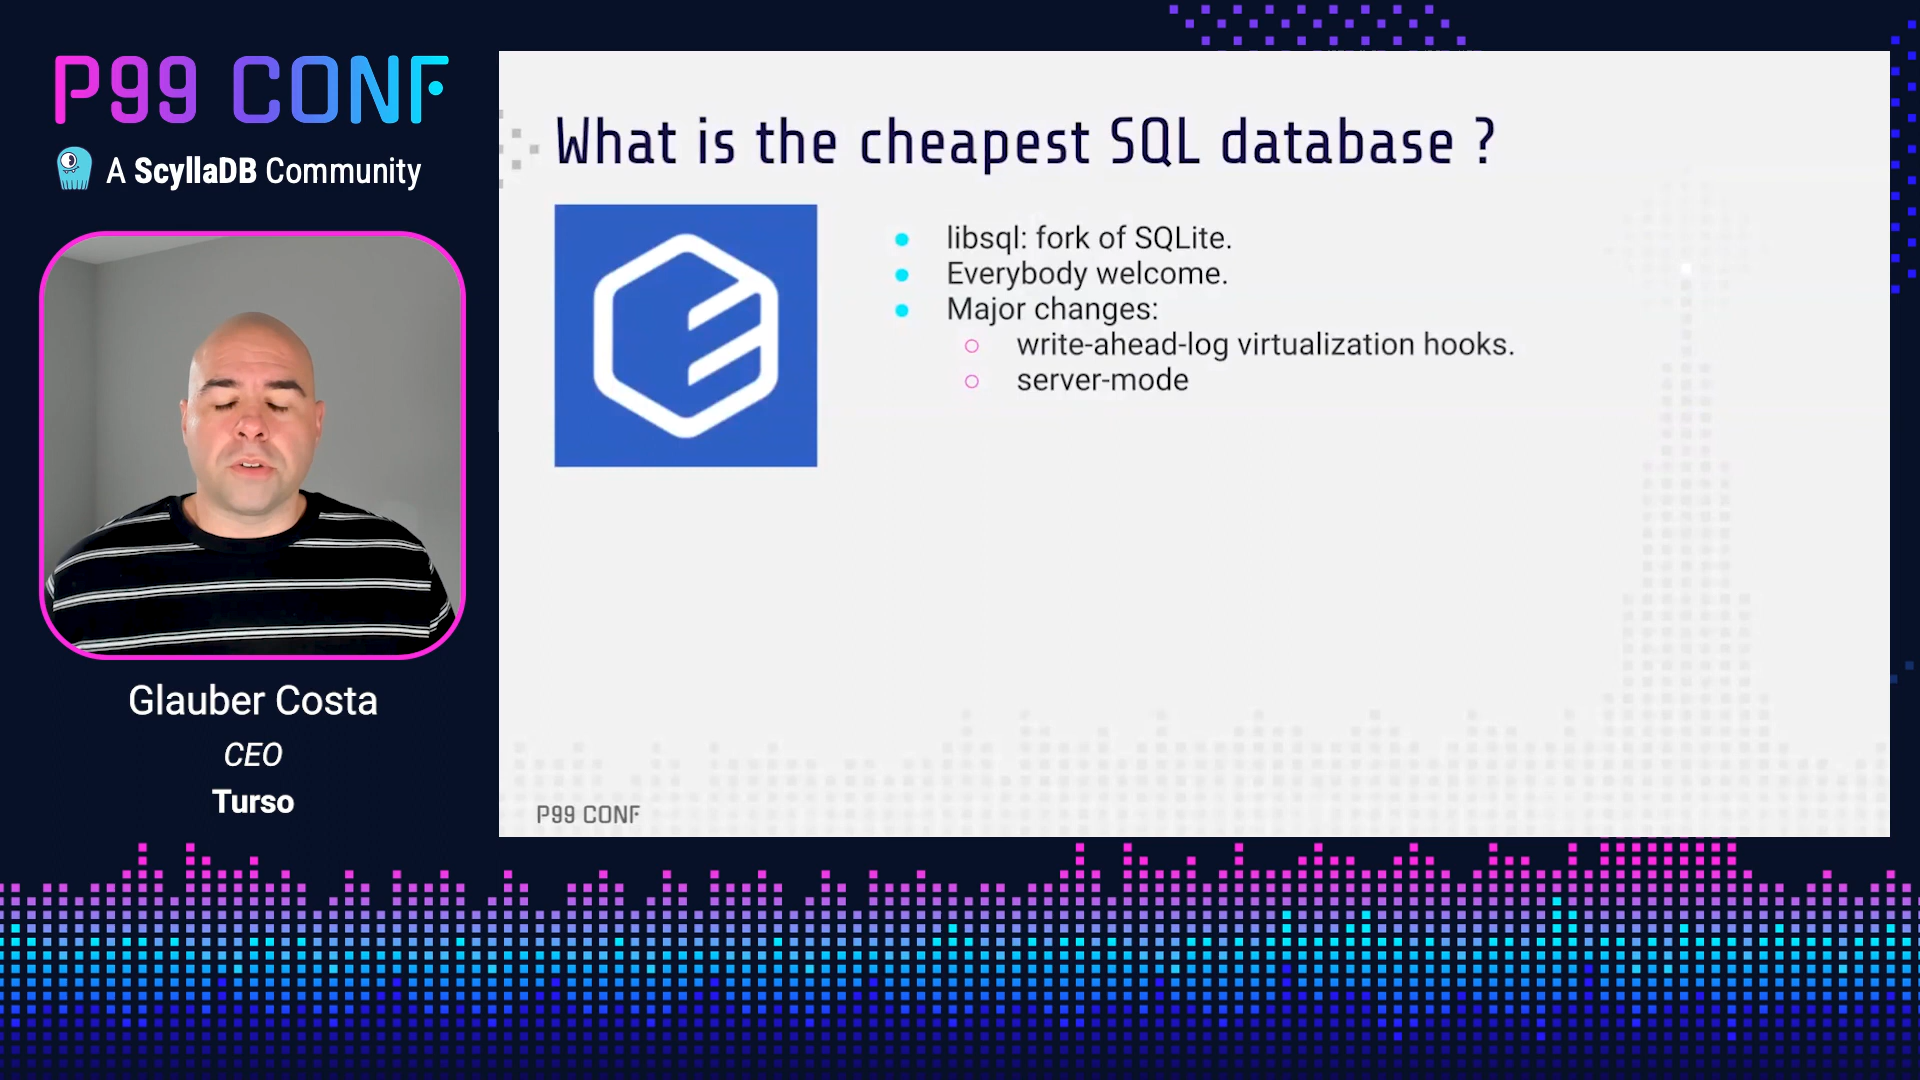 P99 CONF
A ScyllaDB Community
Glauber Costa
CEO
Turso
What is the cheapest SQL database ?
libsql: fork of SQLite.
Everybody welcome.
Major changes:
write-ahead-log virtualization hooks.
server-mode
P99 CONF